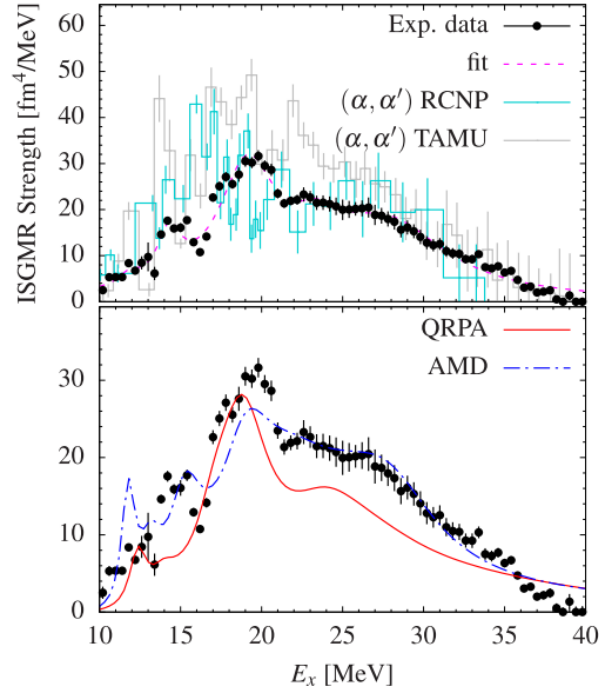 ISGMR Strength [fm⁴/MeV]
60
50
40
30
20
10
0
Exp. data
fit
(α, α′) RCNP
(α, α′) TAMU
30
20
10
0
QRPA
AMD
10 15 20 25 30 35 40
Eₓ [MeV]